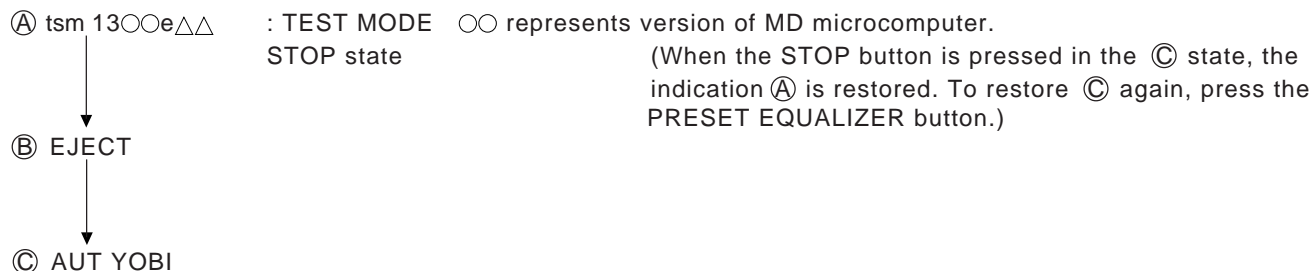 Ⓐ tsm 13○○e△△ : TEST MODE ○○ represents version of MD microcomputer.
STOP state (When the STOP button is pressed in the Ⓒ state, the
indication Ⓐ is restored. To restore Ⓒ again, press the
PRESET EQUALIZER button.)
Ⓑ EJECT
Ⓒ AUT YOBI